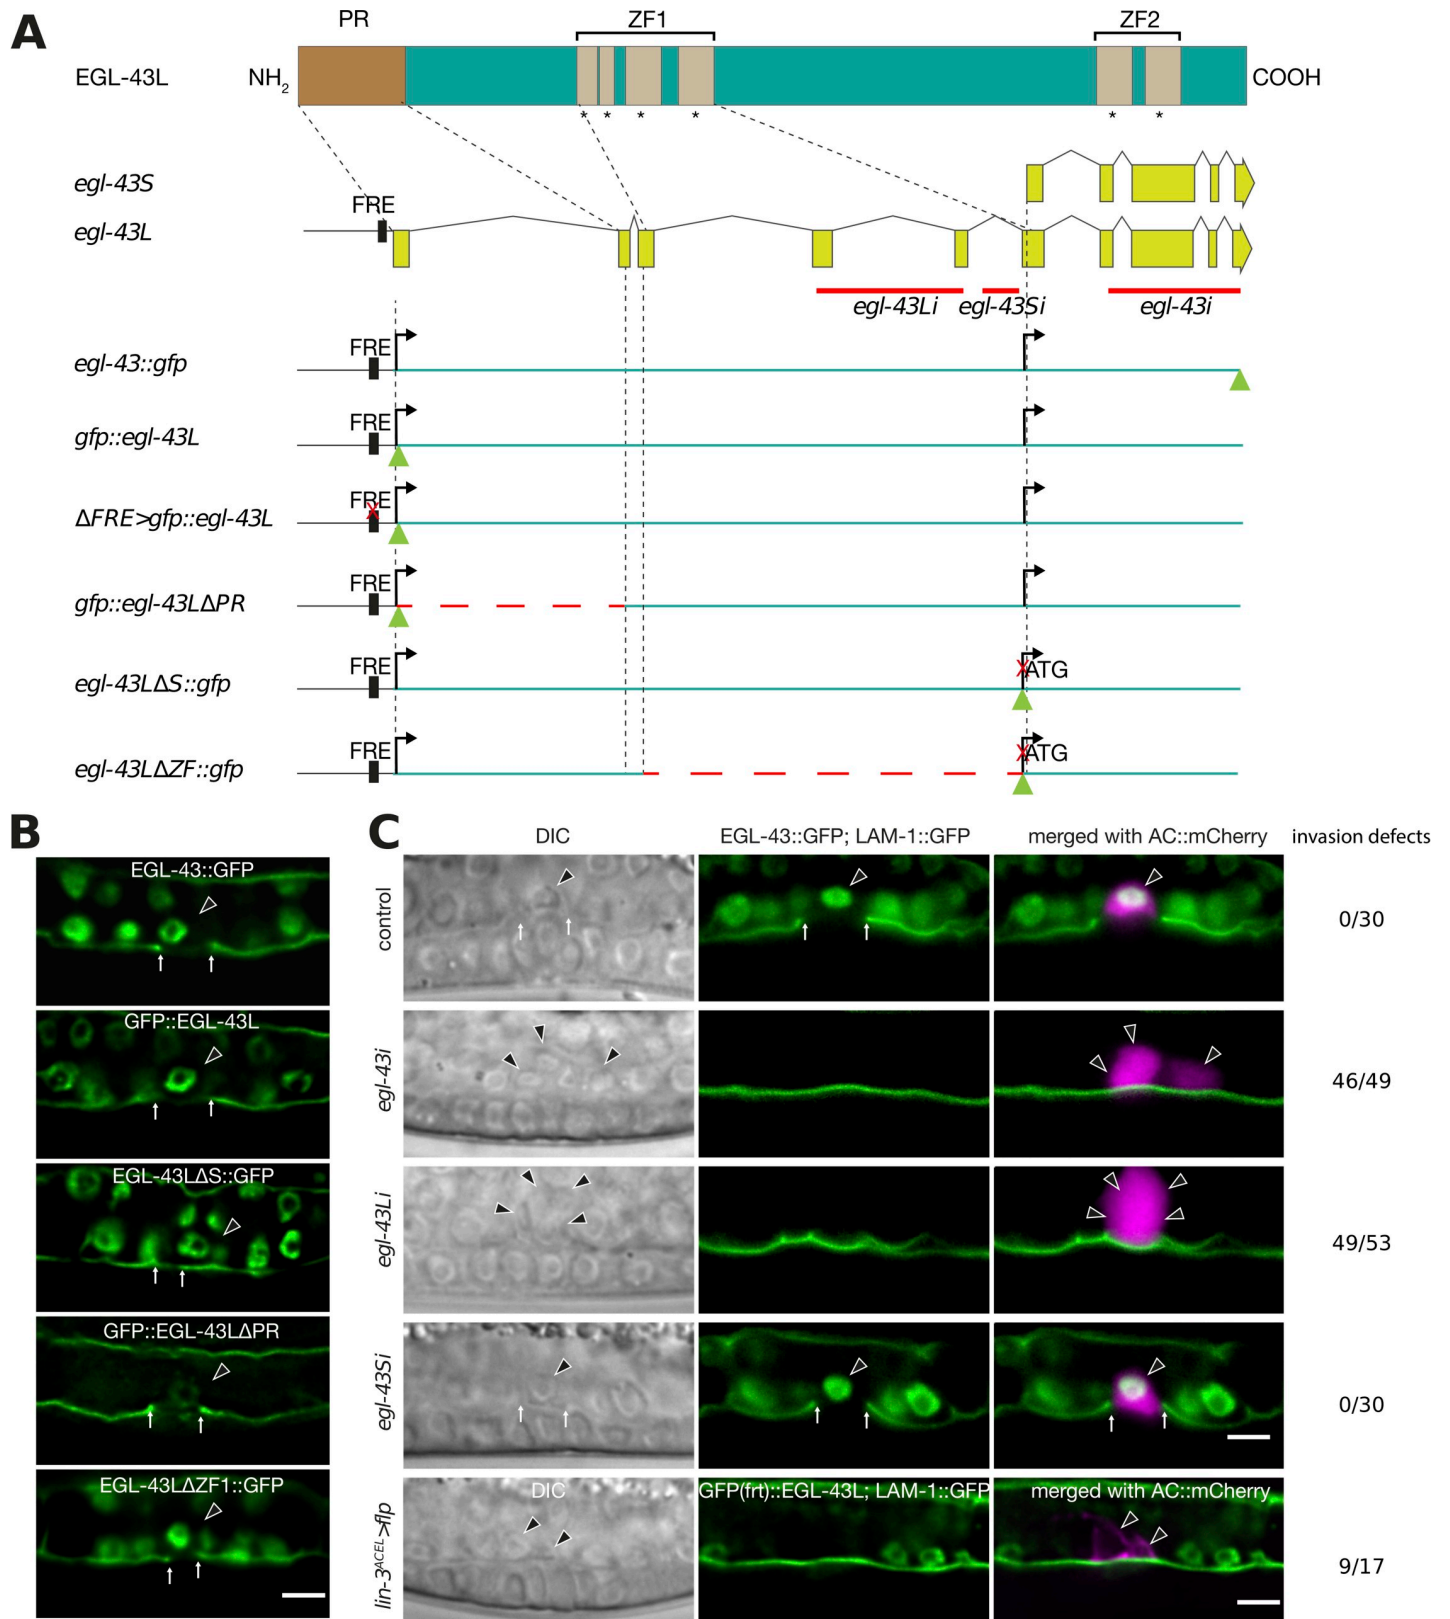 A
PR ZF1 ZF2
EGL-43L NH2 COOH
* * * * * *
egl-43S
FRE
egl-43L
egl-43Li egl-43Si egl-43i
FRE
egl-43::gfp
FRE
gfp::egl-43L
FRE
X
ΔFRE>gfp::egl-43L
FRE
gfp::egl-43LΔPR
FRE X ATG
egl-43LΔS::gfp
FRE X ATG
egl-43LΔZF::gfp
B
EGL-43::GFP
GFP::EGL-43L
EGL-43LΔS::GFP
GFP::EGL-43LΔPR
EGL-43LΔZF1::GFP
C
DIC EGL-43::GFP; LAM-1::GFP merged with AC::mCherry invasion defects
control 0/30
egl-43i 46/49
egl-43Li 49/53
egl-43Si 0/30
DIC GFP(frt)::EGL-43L; LAM-1::GFP merged with AC::mCherry
lin-3ACEL>flp 9/17